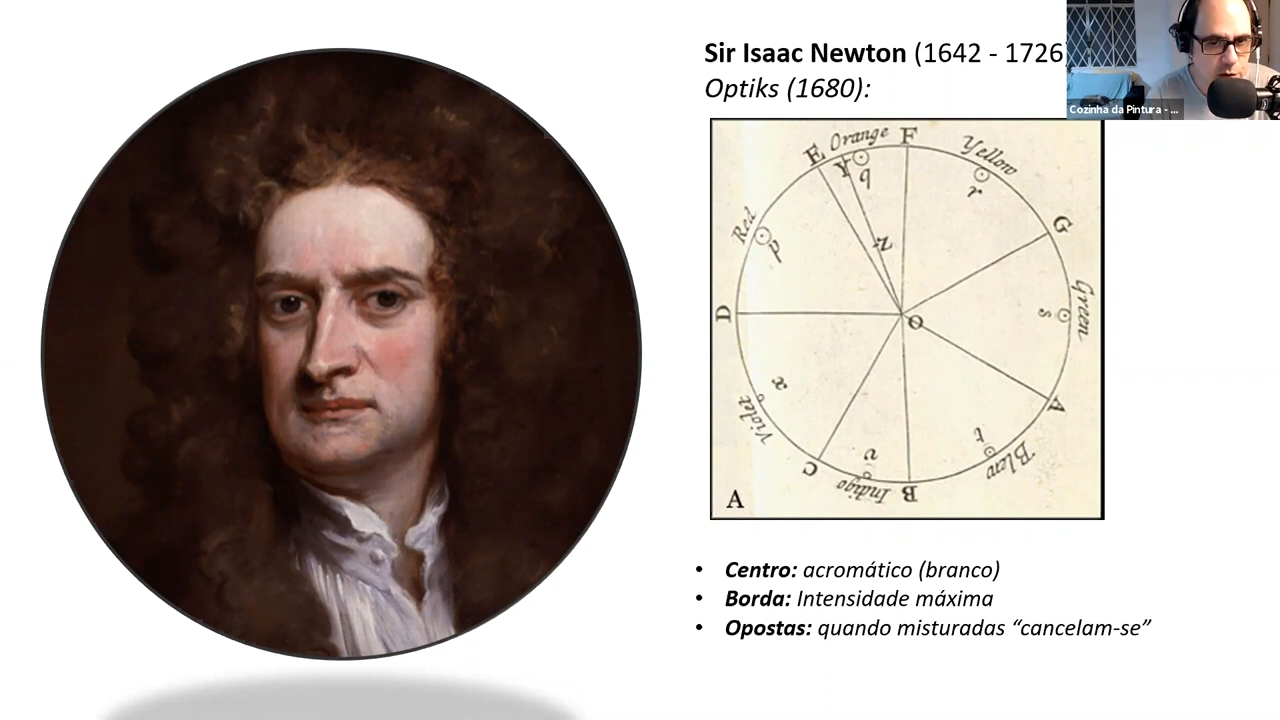 Sir Isaac Newton (1642 - 1726
Optiks (1680):
Cozinha da Pintura - ...
E
Orange
F
Yellow
q
r
G
Red
p
Z
Green
D
O
s
x
A
Violet
t
Blew
C
v
Indigo
B
A
• Centro: acromático (branco)
• Borda: Intensidade máxima
• Opostas: quando misturadas “cancelam-se”